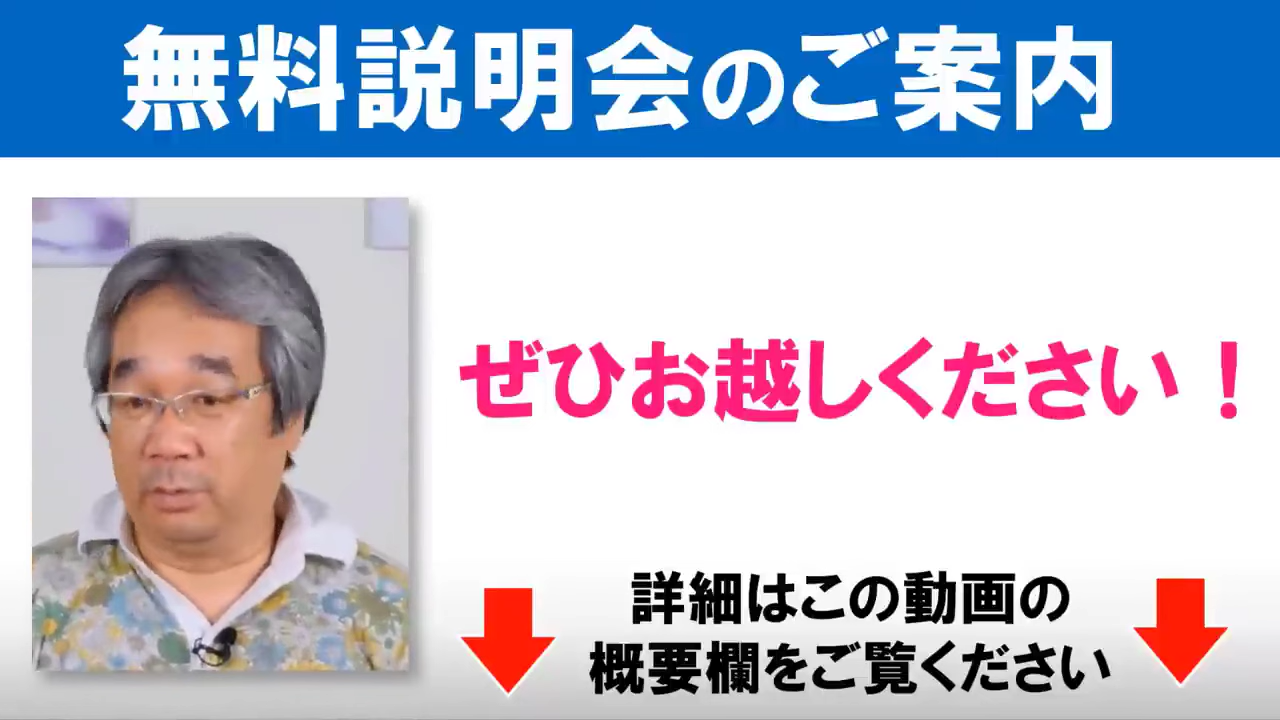 無料説明会のご案内
ぜひお越しください！
詳細はこの動画の
概要欄をご覧ください